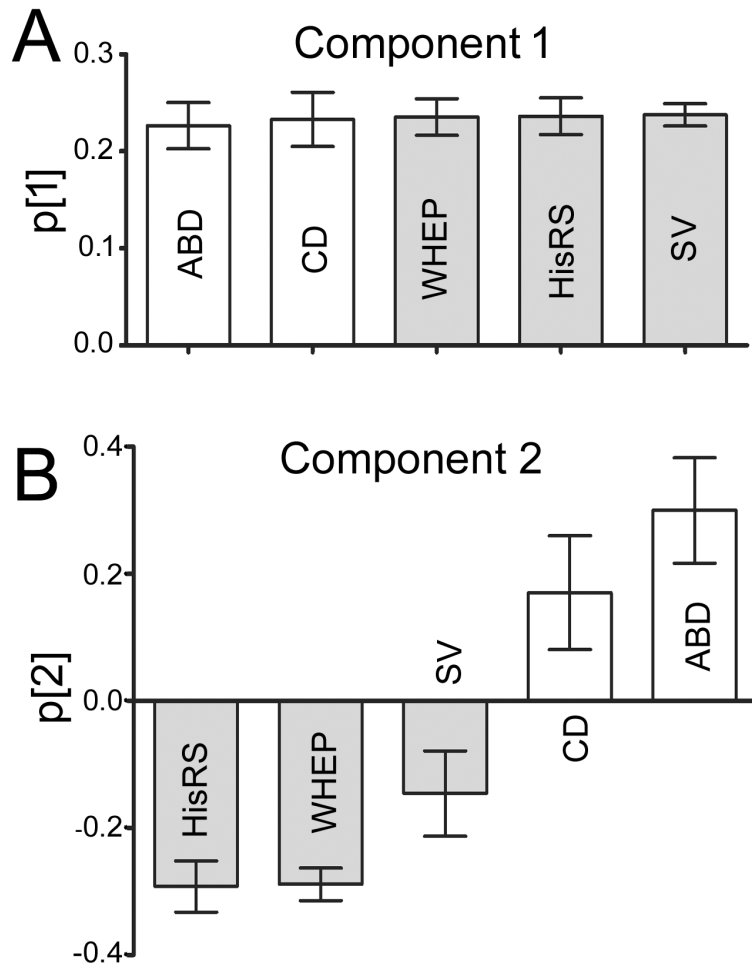 A
Component 1
p[1]
0.3
0.2
0.1
0.0
ABD
CD
WHEP
HisRS
SV
B
Component 2
p[2]
0.4
0.2
0.0
-0.2
-0.4
HisRS
WHEP
SV
CD
ABD